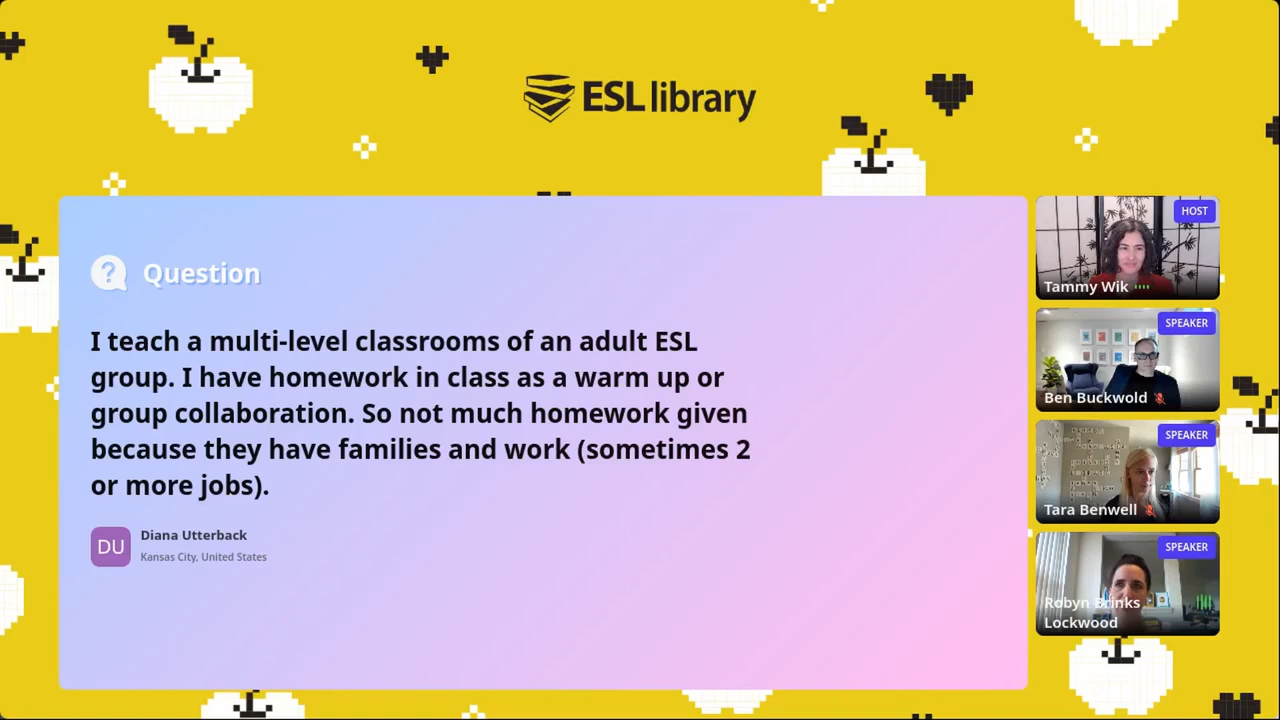 ESL library
Question
I teach a multi-level classrooms of an adult ESL
group. I have homework in class as a warm up or
group collaboration. So not much homework given
because they have families and work (sometimes 2
or more jobs).
DU
Diana Utterback
Kansas City, United States
HOST
Tammy Wik
SPEAKER
Ben Buckwold
SPEAKER
Tara Benwell
SPEAKER
Robyn Brinks
Lockwood